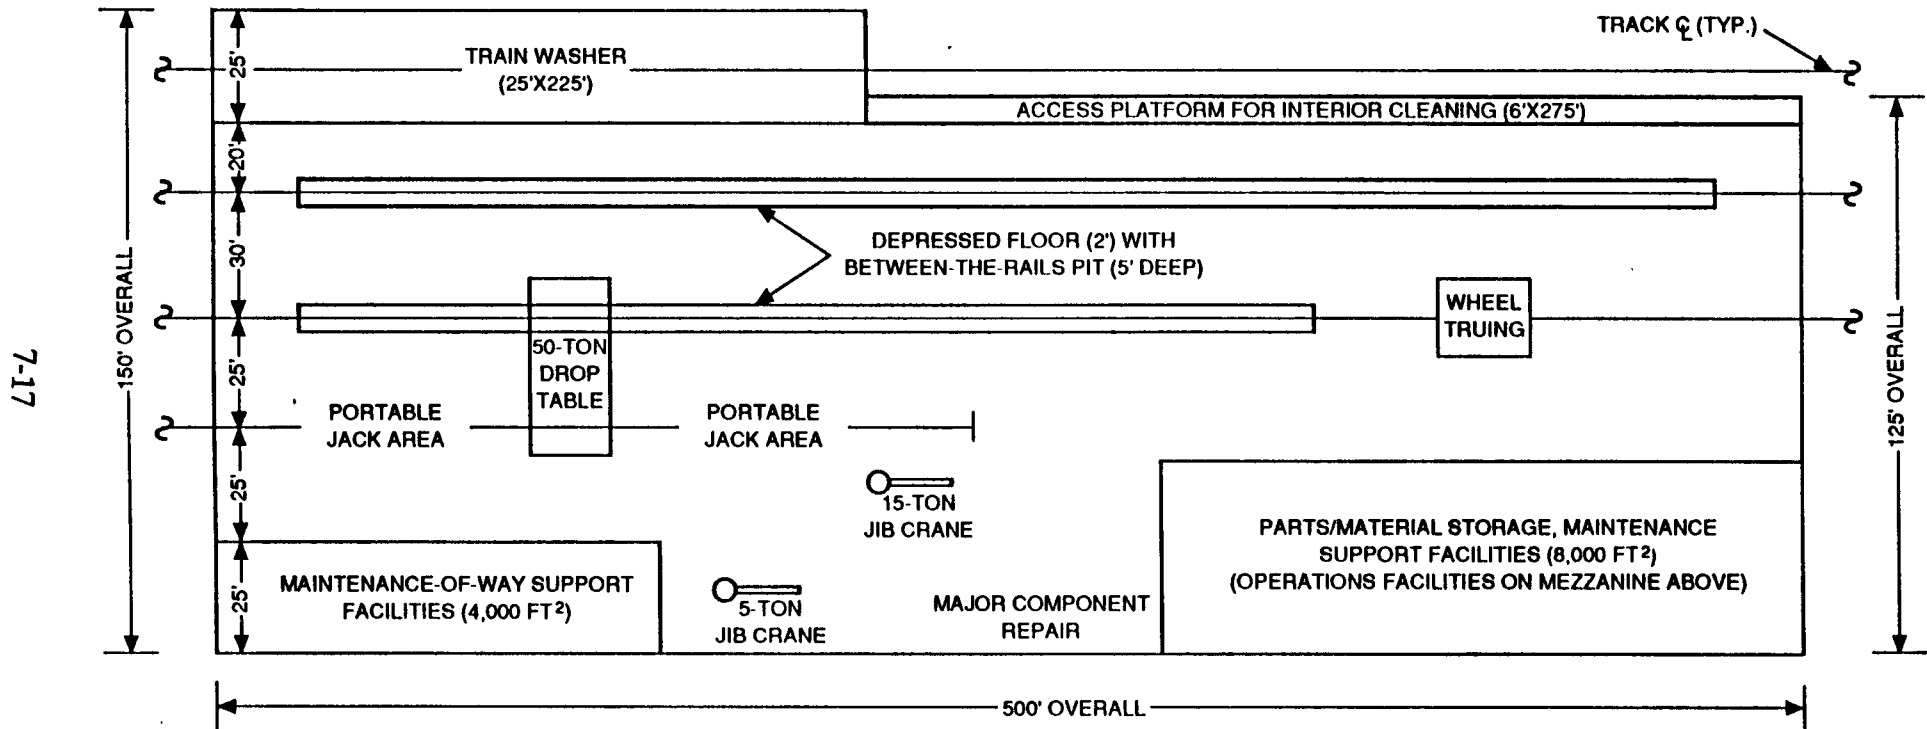 TRACK ℄ (TYP.)
TRAIN WASHER
(25'X225')
25'
ACCESS PLATFORM FOR INTERIOR CLEANING (6'X275')
20'
30'
DEPRESSED FLOOR (2') WITH
BETWEEN-THE-RAILS PIT (5' DEEP)
WHEEL
TRUING
150' OVERALL
125' OVERALL
7-17
25'
50-TON
DROP
TABLE
PORTABLE
JACK AREA
PORTABLE
JACK AREA
25'
15-TON
JIB CRANE
PARTS/MATERIAL STORAGE, MAINTENANCE
SUPPORT FACILITIES (8,000 FT²)
(OPERATIONS FACILITIES ON MEZZANINE ABOVE)
25'
MAINTENANCE-OF-WAY SUPPORT
FACILITIES (4,000 FT²)
5-TON
JIB CRANE
MAJOR COMPONENT
REPAIR
500' OVERALL